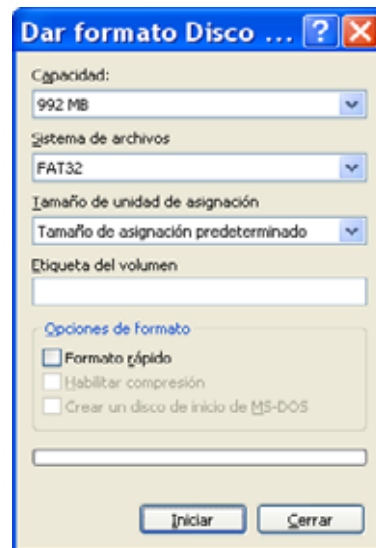 Dar formato Disco ...
Capacidad:
992 MB
Sistema de archivos
FAT32
Tamaño de unidad de asignación
Tamaño de asignación predeterminado
Etiqueta del volumen
Opciones de formato
Formato rápido
Habilitar compresión
Crear un disco de inicio de MS-DOS
Iniciar Cerrar